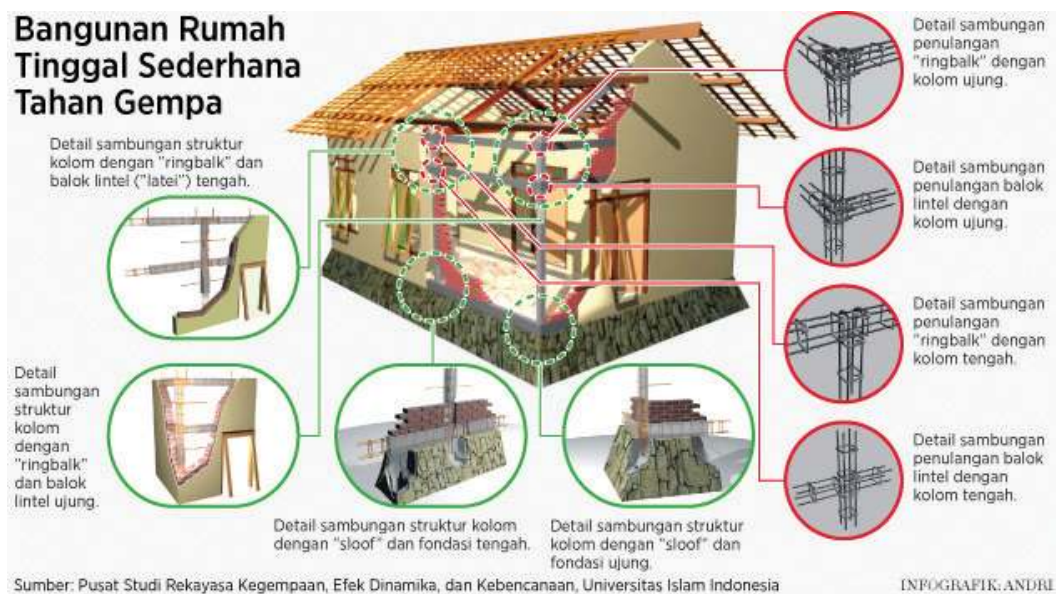 Bangunan Rumah
Tinggal Sederhana
Tahan Gempa
Detail sambungan struktur
kolom dengan "ringbalk" dan
balok lintel ("latei") tengah.
Detail
sambungan
struktur
kolom
dengan
"ringbalk"
dan balok
lintel ujung.
Detail sambungan struktur kolom
dengan "sloof" dan fondasi tengah.
Detail sambungan struktur
kolom dengan "sloof" dan
fondasi ujung.
Detail sambungan
penulangan
"ringbalk" dengan
kolom ujung.
Detail sambungan
penulangan balok
lintel dengan
kolom ujung.
Detail sambungan
penulangan
"ringbalk" dengan
kolom tengah.
Detail sambungan
penulangan balok
lintel dengan
kolom tengah.
Sumber: Pusat Studi Rekayasa Kegempaan, Efek Dinamika, dan Kebencanaan, Universitas Islam Indonesia
INFOGRAFIK: ANDRI